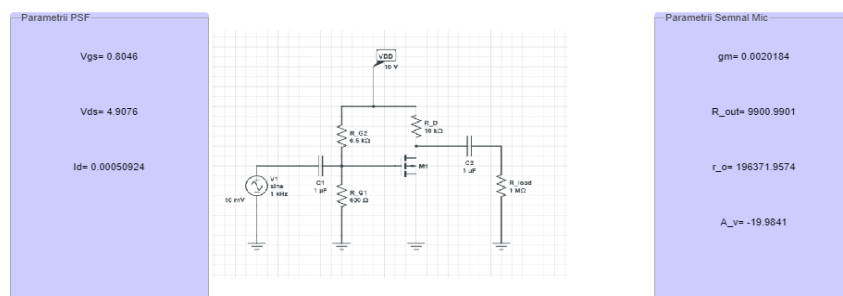 Parametrii PSF
Vgs= 0.8046
Vds= 4.9076
Id= 0.00050924
VDD
10 V
R_G2
6.5 kΩ
R_D
10 kΩ
M1
C2
1 uF
C1
1 µF
V1
sine
1 kHz
10 mV
R_G1
600 Ω
R_load
1 MΩ
Parametrii Semnal Mic
gm= 0.0020184
R_out= 9900.9901
r_o= 196371.9574
A_v= -19.9841